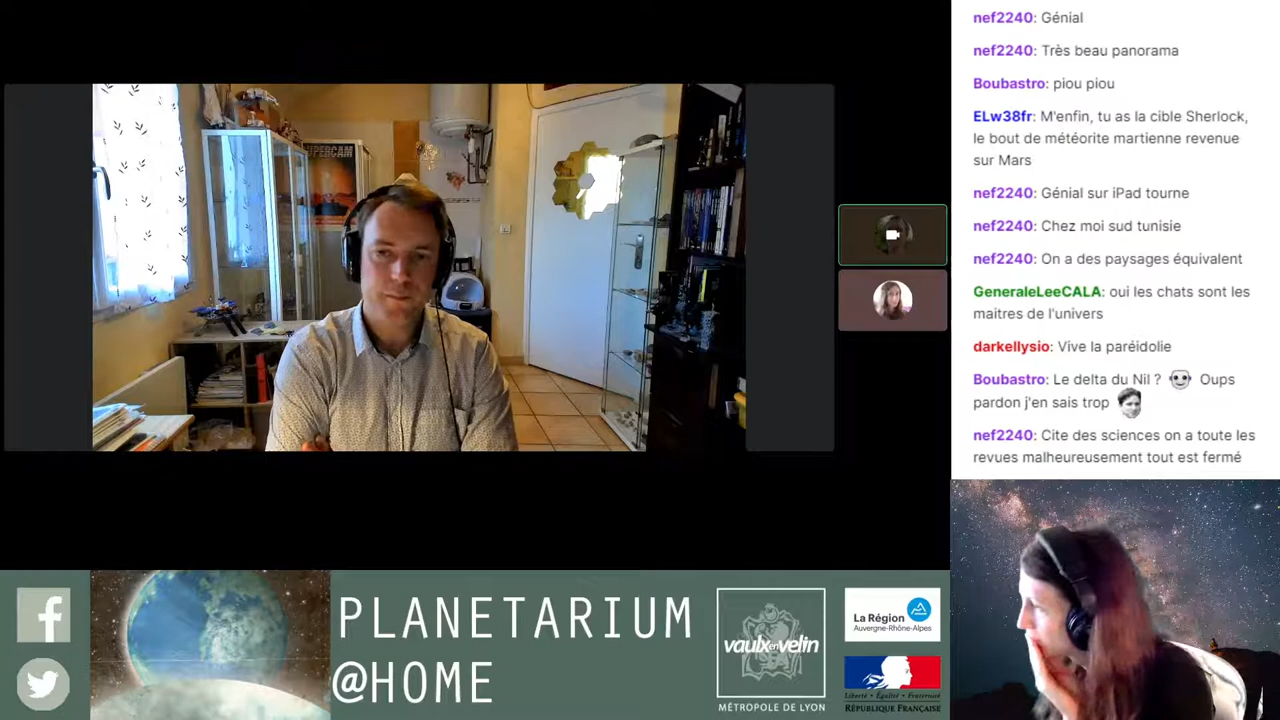 nef2240: Génial
nef2240: Très beau panorama
Boubastro: piou piou
ELw38fr: M'enfin, tu as la cible Sherlock,
le bout de météorite martienne revenue
sur Mars
nef2240: Génial sur iPad tourne
nef2240: Chez moi sud tunisie
nef2240: On a des paysages équivalent
GeneraleLeeCALA: oui les chats sont les
maitres de l'univers
darkellysio: Vive la paréidolie
Boubastro: Le delta du Nil ? Oups
pardon j'en sais trop
nef2240: Cite des sciences on a toute les
revues malheureusement tout est fermé
SUPERCAM
PLANETARIUM
@HOME
vaulx en velin
MÉTROPOLE DE LYON
La Région
Auvergne-Rhône-Alpes
Liberté • Égalité • Fraternité
RÉPUBLIQUE FRANÇAISE